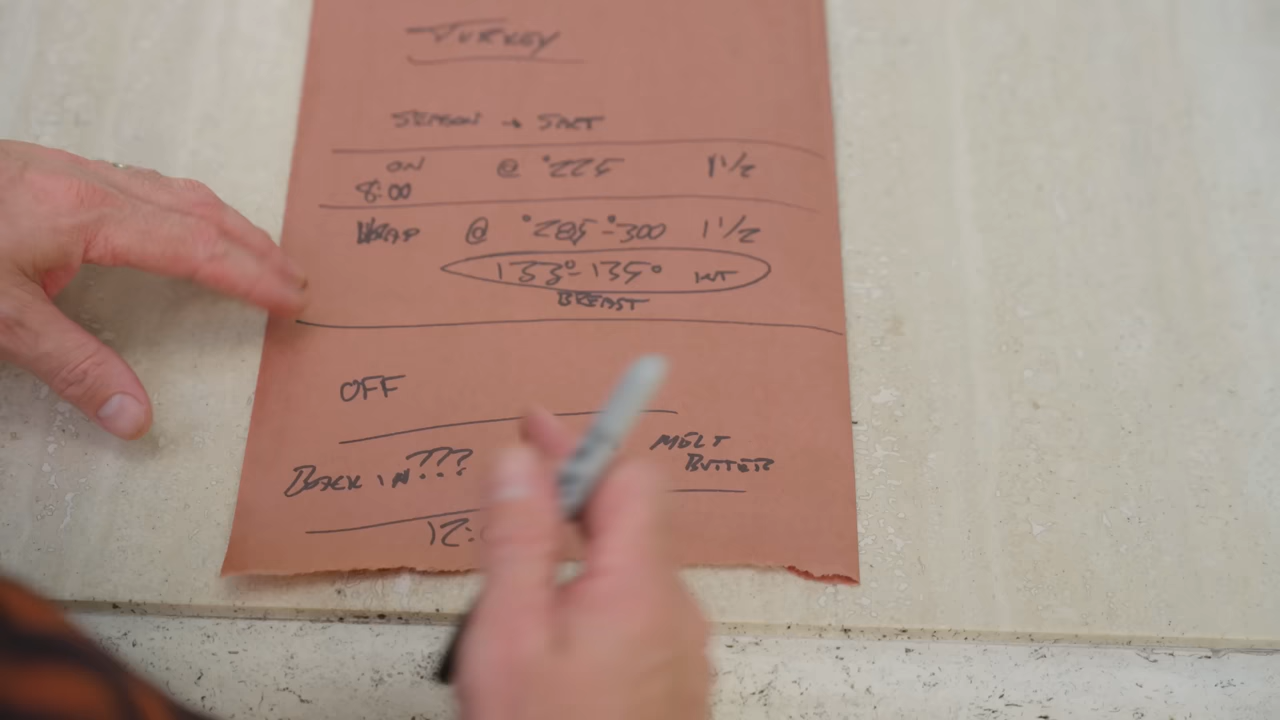 TURKEY
SEASON + SALT
ON @ °225 1 1/2
8:00
WRAP @ °285-°300 1 1/2
133°-135° INT
BREAST
OFF
MELT
BACK IN??? BUTTER
12: